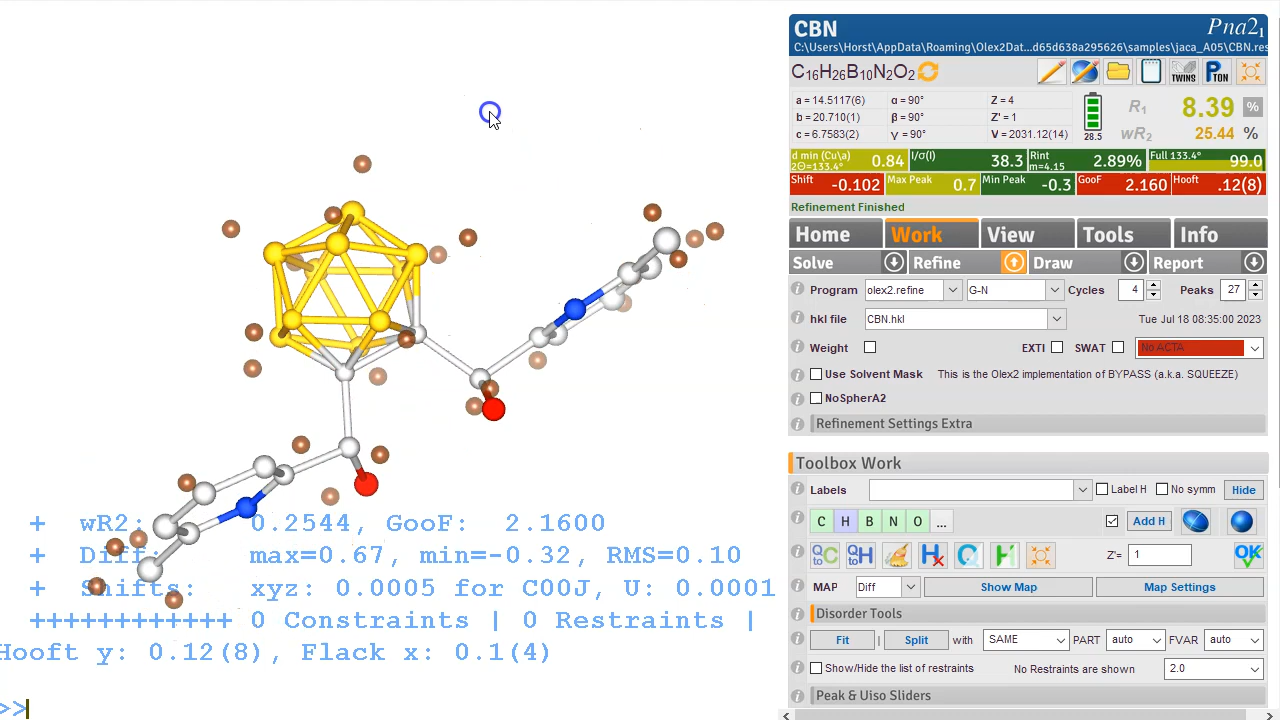 CBN
Pna2₁
C:\Users\Horst\AppData\Roaming\Olex2Dat...d65d638a295626\samples\jaca_A05\CBN.res
C₁₆H₂₆B₁₀N₂O₂
TWINS
PTON
a = 14.5117(6) α = 90° Z = 4
b = 20.710(1) β = 90° Z' = 1
c = 6.7583(2) γ = 90° V = 2031.12(14)
28.5
R₁ 8.39 %
wR₂ 25.44 %
d min (Cu\a) 0.84 I/σ(I) 38.3 Rint 2.89% Full 133.4° 99.0
2Θ=133.4° m=4.15
Shift -0.102 Max Peak 0.7 Min Peak -0.3 GooF 2.160 Hooft .12(8)
Refinement Finished
Home Work View Tools Info
Solve Refine Draw Report
Program olex2.refine G-N Cycles 4 Peaks 27
hkl file CBN.hkl Tue Jul 18 08:35:00 2023
Weight EXTI SWAT No ACTA
Use Solvent Mask This is the Olex2 implementation of BYPASS (a.k.a. SQUEEZE)
NoSpherA2
Refinement Settings Extra
Toolbox Work
Labels Label H No symm Hide
C H B N O ... Add H
QC QH H Q H Z'= 1 OK
MAP Diff Show Map Map Settings
Disorder Tools
Fit | Split with SAME PART auto FVAR auto
Show/Hide the list of restraints No Restraints are shown 2.0
Peak & Uiso Sliders
+ wR2: 0.2544, GooF: 2.1600
+ Diff: max=0.67, min=-0.32, RMS=0.10
+ Shifts: xyz: 0.0005 for C00J, U: 0.0001
++++++++++++ 0 Constraints | 0 Restraints |
Hooft y: 0.12(8), Flack x: 0.1(4)
>>